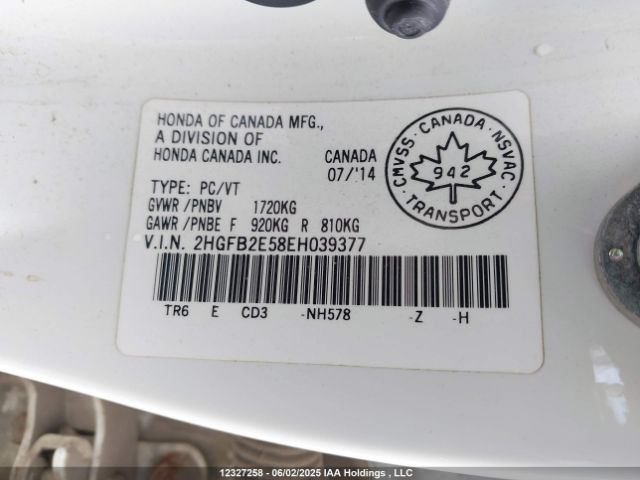 HONDA OF CANADA MFG.,
A DIVISION OF
HONDA CANADA INC. CANADA
07/'14
TYPE: PC/VT
GVWR /PNBV 1720KG
GAWR /PNBE F 920KG R 810KG
V.I.N. 2HGFB2E58EH039377
TR6 E CD3 -NH578 -Z -H
CMVSS · CANADA · NSVAC
942
TRANSPORT
12327258 - 06/02/2025 IAA Holdings , LLC